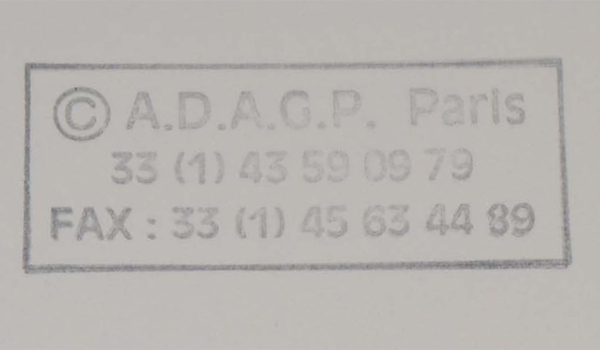 © A.D.A.G.P. Paris
33 (1) 43 59 09 79
FAX : 33 (1) 45 63 44 89